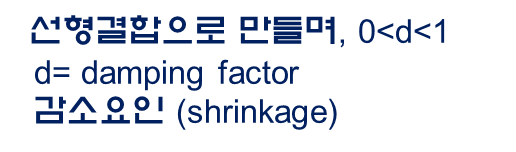 선형결합으로 만들며, 0<d<1
d= damping factor
감소요인 (shrinkage)